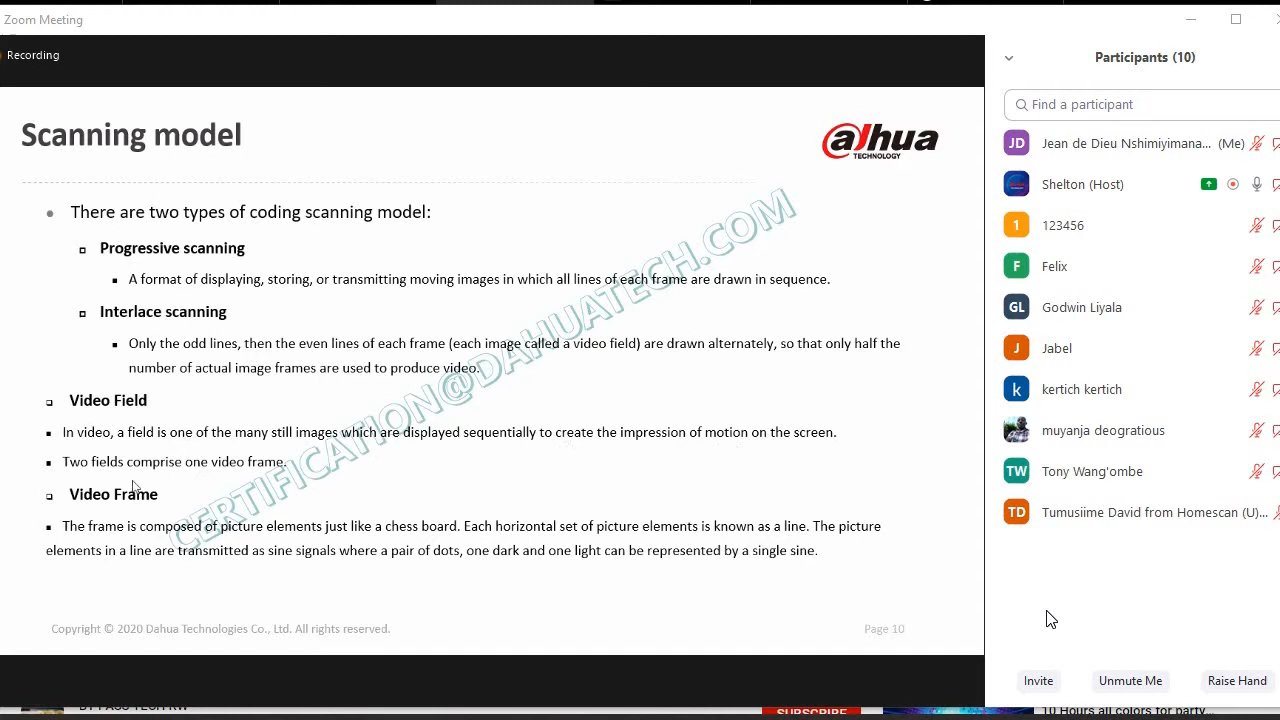 Zoom Meeting
Recording
Scanning model
alhua
TECHNOLOGY
There are two types of coding scanning model:
Progressive scanning
A format of displaying, storing, or transmitting moving images in which all lines of each frame are drawn in sequence.
Interlace scanning
Only the odd lines, then the even lines of each frame (each image called a video field) are drawn alternately, so that only half the
number of actual image frames are used to produce video.
Video Field
In video, a field is one of the many still images which are displayed sequentially to create the impression of motion on the screen.
Two fields comprise one video frame.
Video Frame
The frame is composed of picture elements just like a chess board. Each horizontal set of picture elements is known as a line. The picture
elements in a line are transmitted as sine signals where a pair of dots, one dark and one light can be represented by a single sine.
CERTIFICATION@DAHUATECH.COM
Copyright © 2020 Dahua Technologies Co., Ltd. All rights reserved.
Page 10
Participants (10)
Find a participant
JD Jean de Dieu Nshimiyimana... (Me)
Shelton (Host)
1 123456
F Felix
GL Godwin Liyala
J Jabel
k kertich kertich
muyanja deogratious
TW Tony Wang'ombe
TD Tumusiime David from Homescan (U)...
Invite
Unmute Me
Raise Hand
SUBSCRIBE
10 Hours all colors for party...